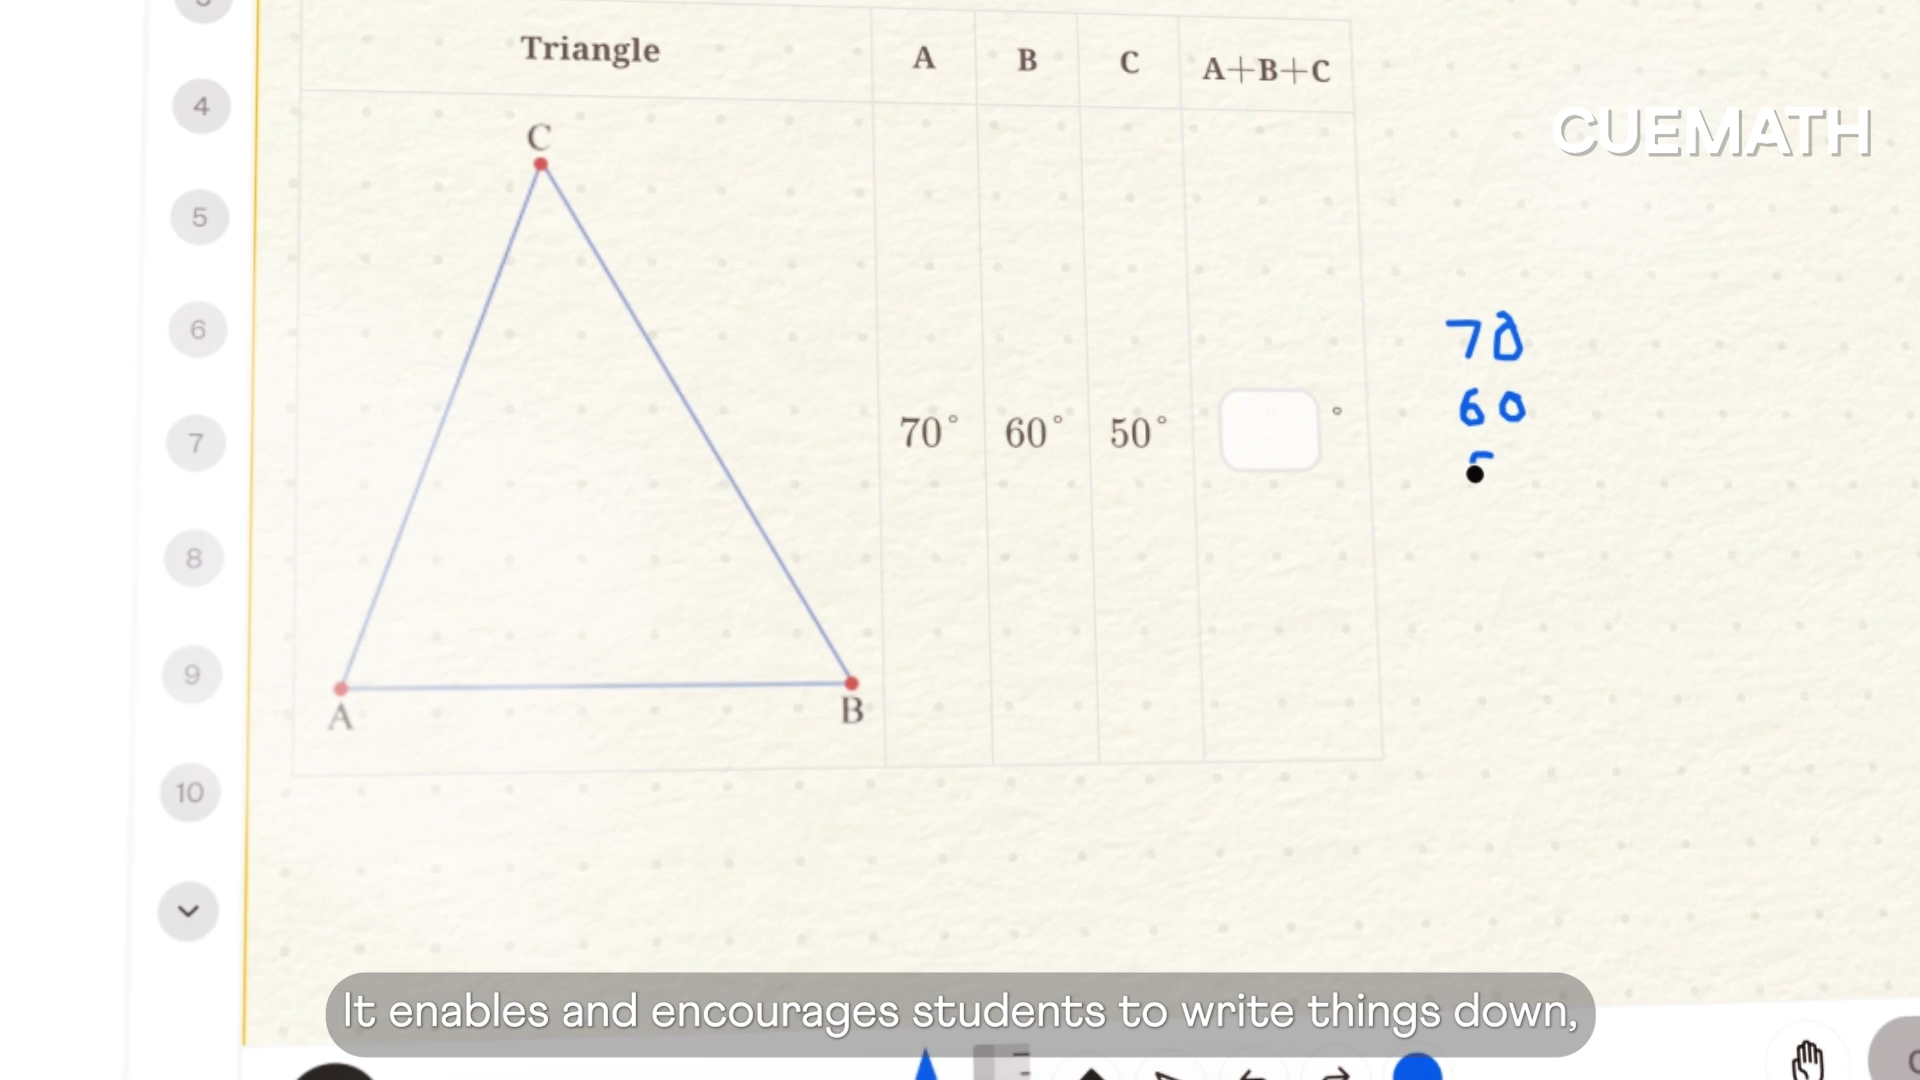 Triangle A B C A+B+C
CUEMATH
4
5
6
7
8
9
10
C
A
B
70° 60° 50° °
70
60
It enables and encourages students to write things down,